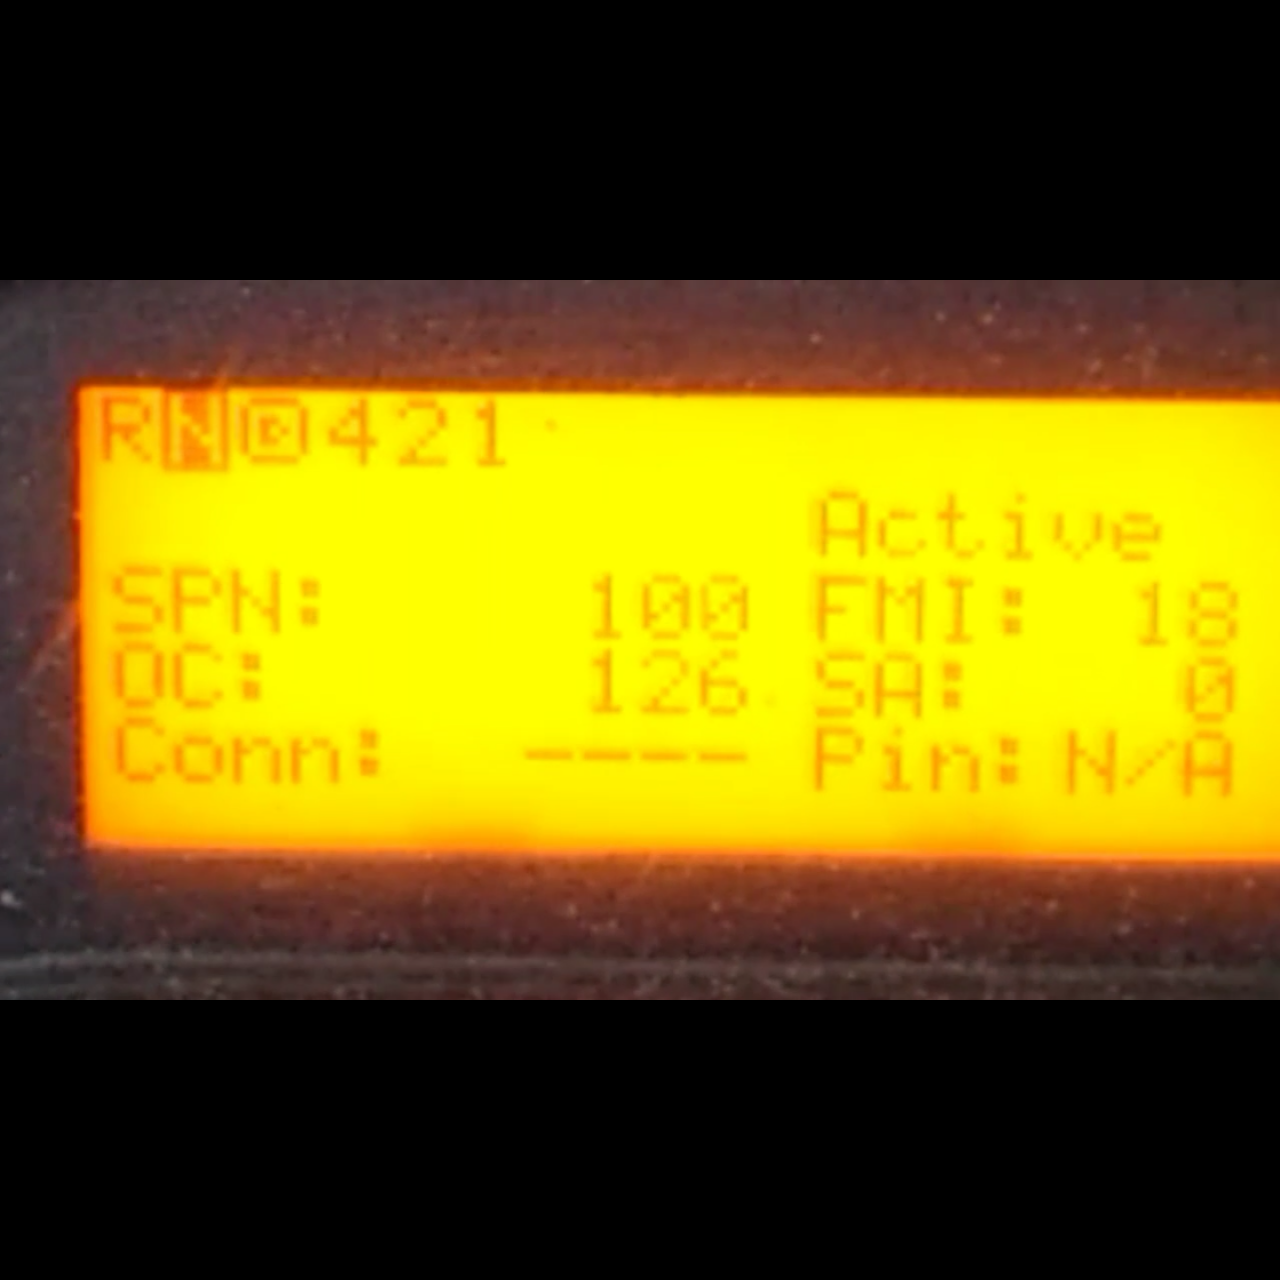 RN▶421
Active
SPN: 100 FMI: 18
OC: 126 SA: 0
Conn: ---- Pin: N/A